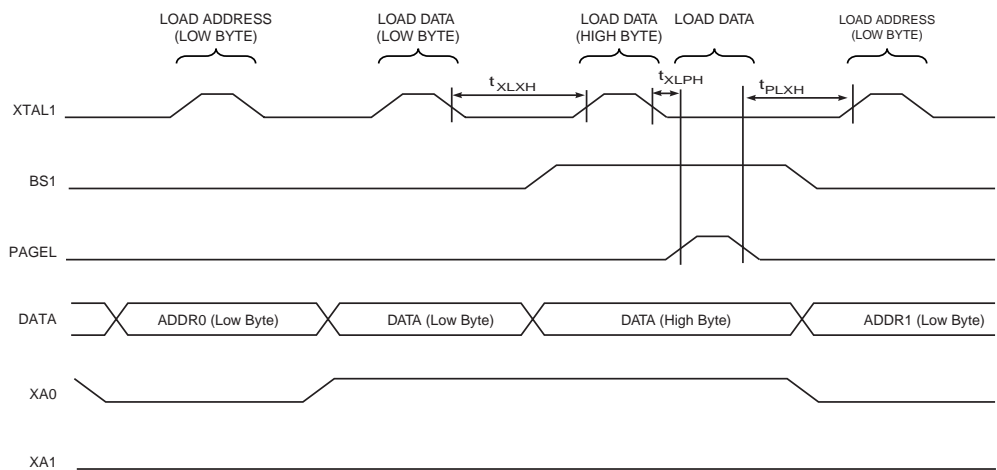 LOAD ADDRESS
(LOW BYTE)
LOAD DATA
(LOW BYTE)
LOAD DATA
(HIGH BYTE)
LOAD DATA
LOAD ADDRESS
(LOW BYTE)
t XLXH
tXLPH
tPLXH
XTAL1
BS1
PAGEL
DATA
ADDR0 (Low Byte)
DATA (Low Byte)
DATA (High Byte)
ADDR1 (Low Byte)
XA0
XA1